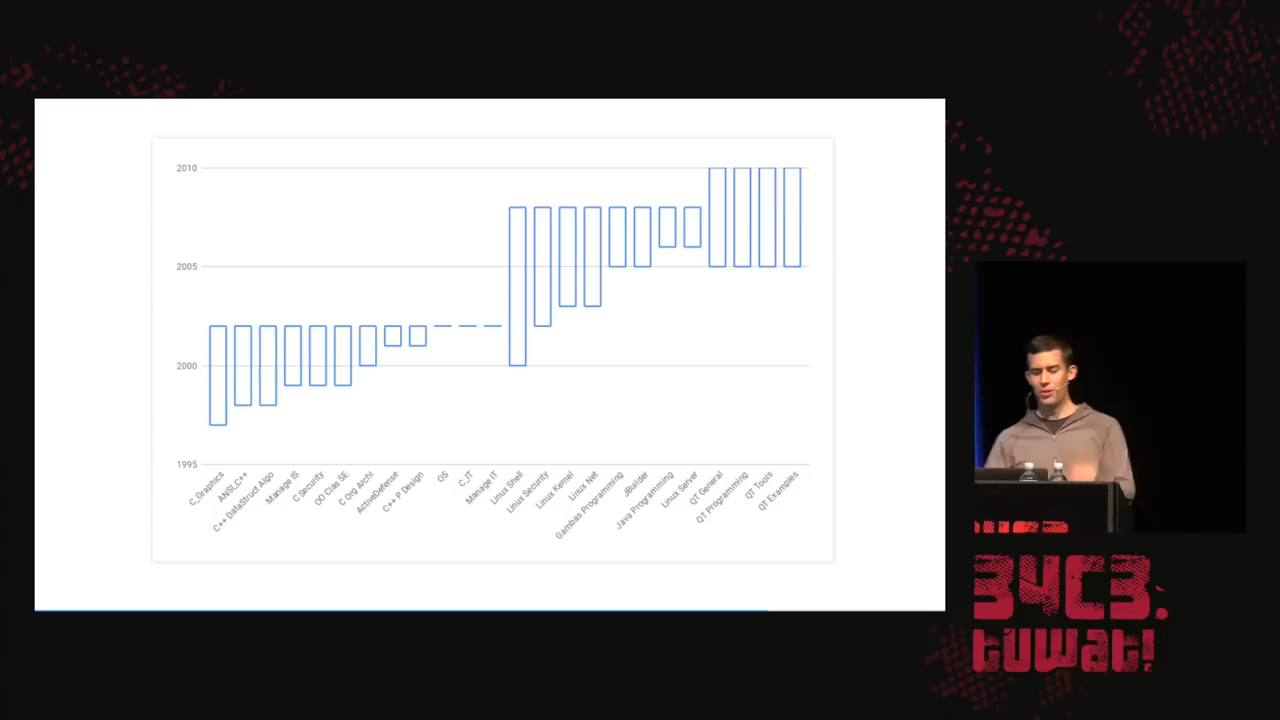 2010
2005
2000
1995
C_Graphics
ANSI_C++
C++ DataStruct Algo
Manage IS
C Security
OO Clas SE
C Org Archi
ActiveDefense
C++ P Design
OS
C_IT
Manage IT
Linux Shell
Linux Security
Linux Kernel
Linux Net
Gambas Programming
JBuilder
Java Programming
Linux Server
QT General
QT Programming
QT Tools
QT Examples
34C3.
tuwat!